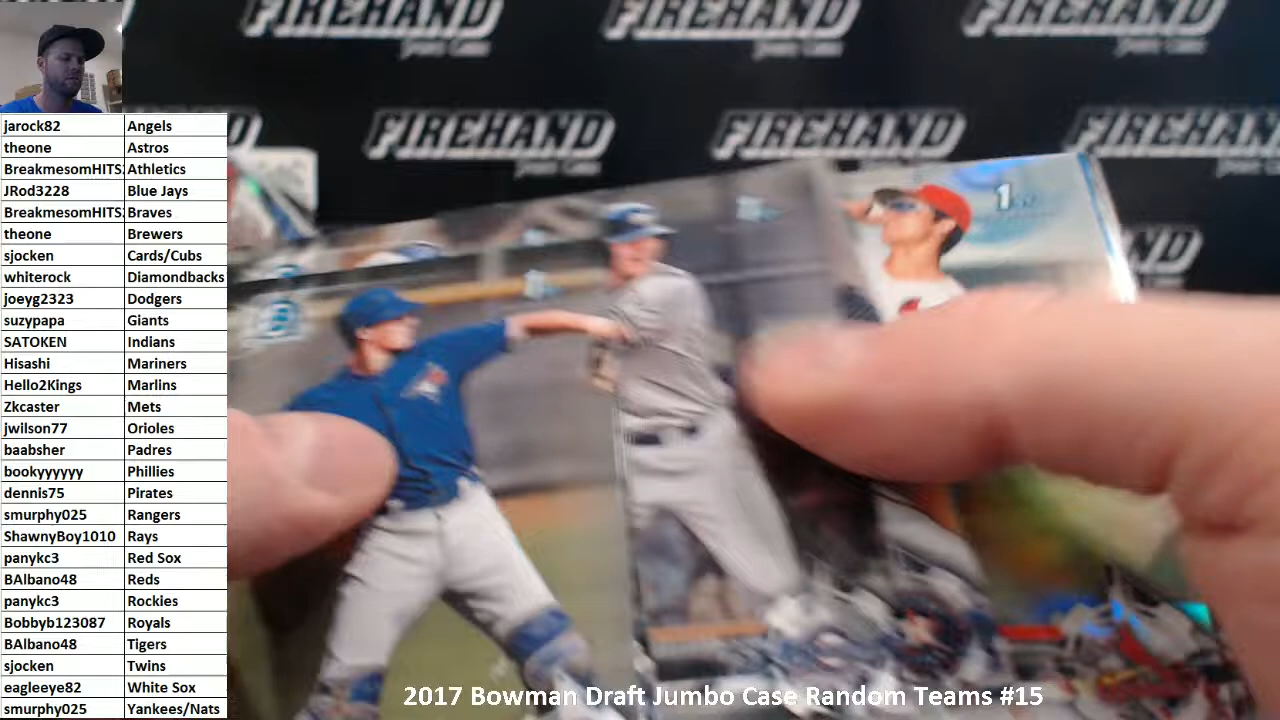 FIREHAND FIREHAND FIREHAND
FIREHAND FIREHAND FIREHAND
jarock82 Angels
theone Astros
BreakmesomHITS Athletics
JRod3228 Blue Jays
BreakmesomHITS Braves
theone Brewers
sjocken Cards/Cubs
whiterock Diamondbacks
joeyg2323 Dodgers
suzypapa Giants
SATOKEN Indians
Hisashi Mariners
Hello2Kings Marlins
Zkcaster Mets
jwilson77 Orioles
baabsher Padres
bookyyyyyy Phillies
dennis75 Pirates
smurphy025 Rangers
ShawnyBoy1010 Rays
panykc3 Red Sox
BAlbano48 Reds
panykc3 Rockies
Bobbyb123087 Royals
BAlbano48 Tigers
sjocken Twins
eagleeye82 White Sox
smurphy025 Yankees/Nats
1
2017 Bowman Draft Jumbo Case Random Teams #15